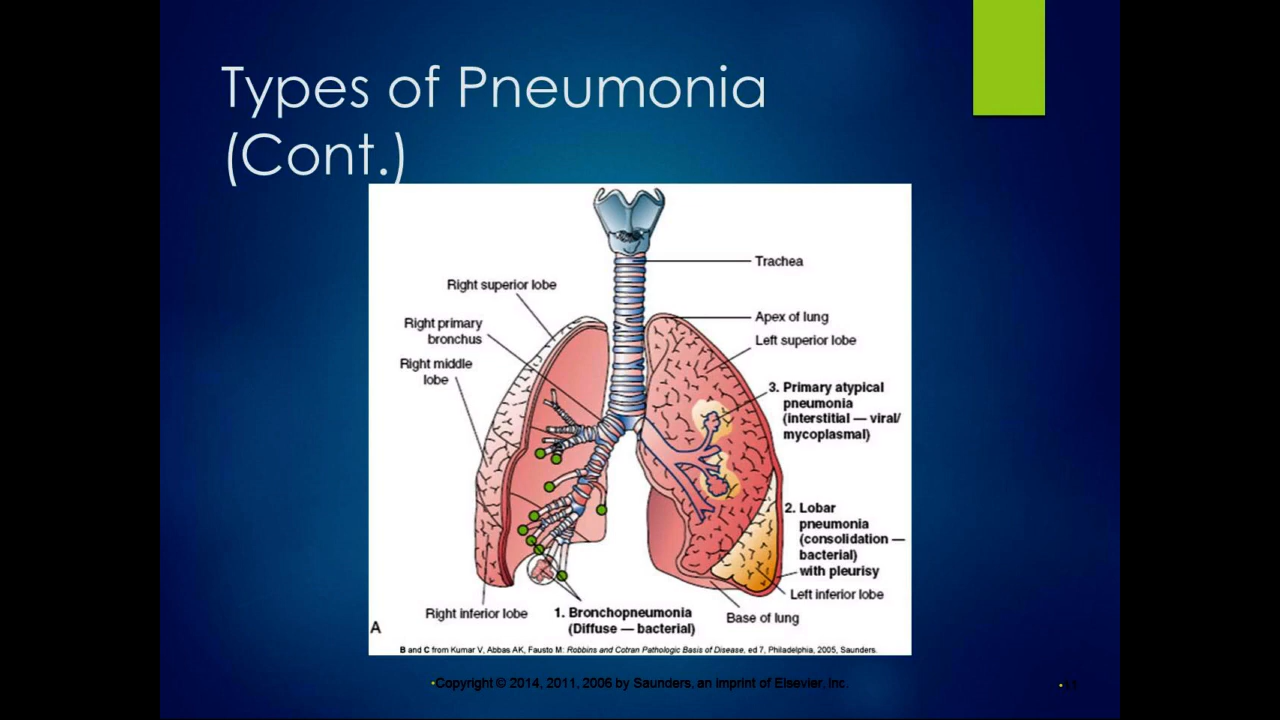 Types of Pneumonia
(Cont.)
Trachea
Right superior lobe
Right primary
bronchus
Right middle
lobe
Apex of lung
Left superior lobe
3. Primary atypical
pneumonia
(interstitial — viral/
mycoplasmal)
2. Lobar
pneumonia
(consolidation —
bacterial)
with pleurisy
Left inferior lobe
Right inferior lobe
1. Bronchopneumonia
(Diffuse — bacterial)
Base of lung
A
B and C from Kumar V, Abbas AK, Fausto M: Robbins and Cotran Pathologic Basis of Disease, ed 7, Philadelphia, 2005, Saunders.
•Copyright © 2014, 2011, 2006 by Saunders, an imprint of Elsevier, Inc.